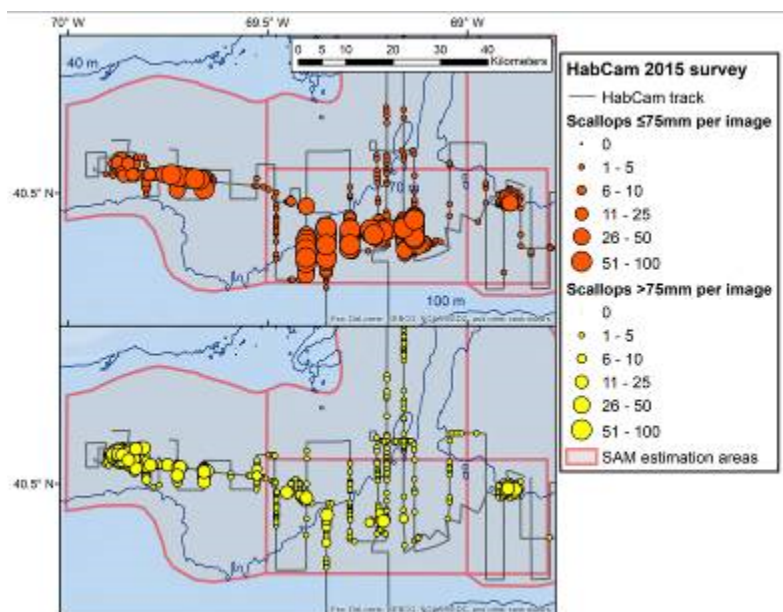 70° W
69.5° W
69° W
0 5 10 20 30 40
Kilometers
40 m
40.5° N
70 m
100 m
40.5° N
HabCam 2015 survey
HabCam track
Scallops ≤75mm per image
0
1 - 5
6 - 10
11 - 25
26 - 50
51 - 100
Scallops >75mm per image
0
1 - 5
6 - 10
11 - 25
26 - 50
51 - 100
SAM estimation areas